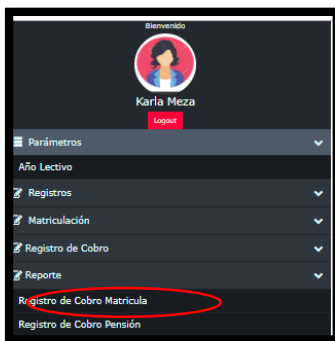 Bienvenido
Karla Meza
Logout
Parámetros
Año Lectivo
Registros
Matriculación
Registro de Cobro
Reporte
Registro de Cobro Matricula
Registro de Cobro Pensión